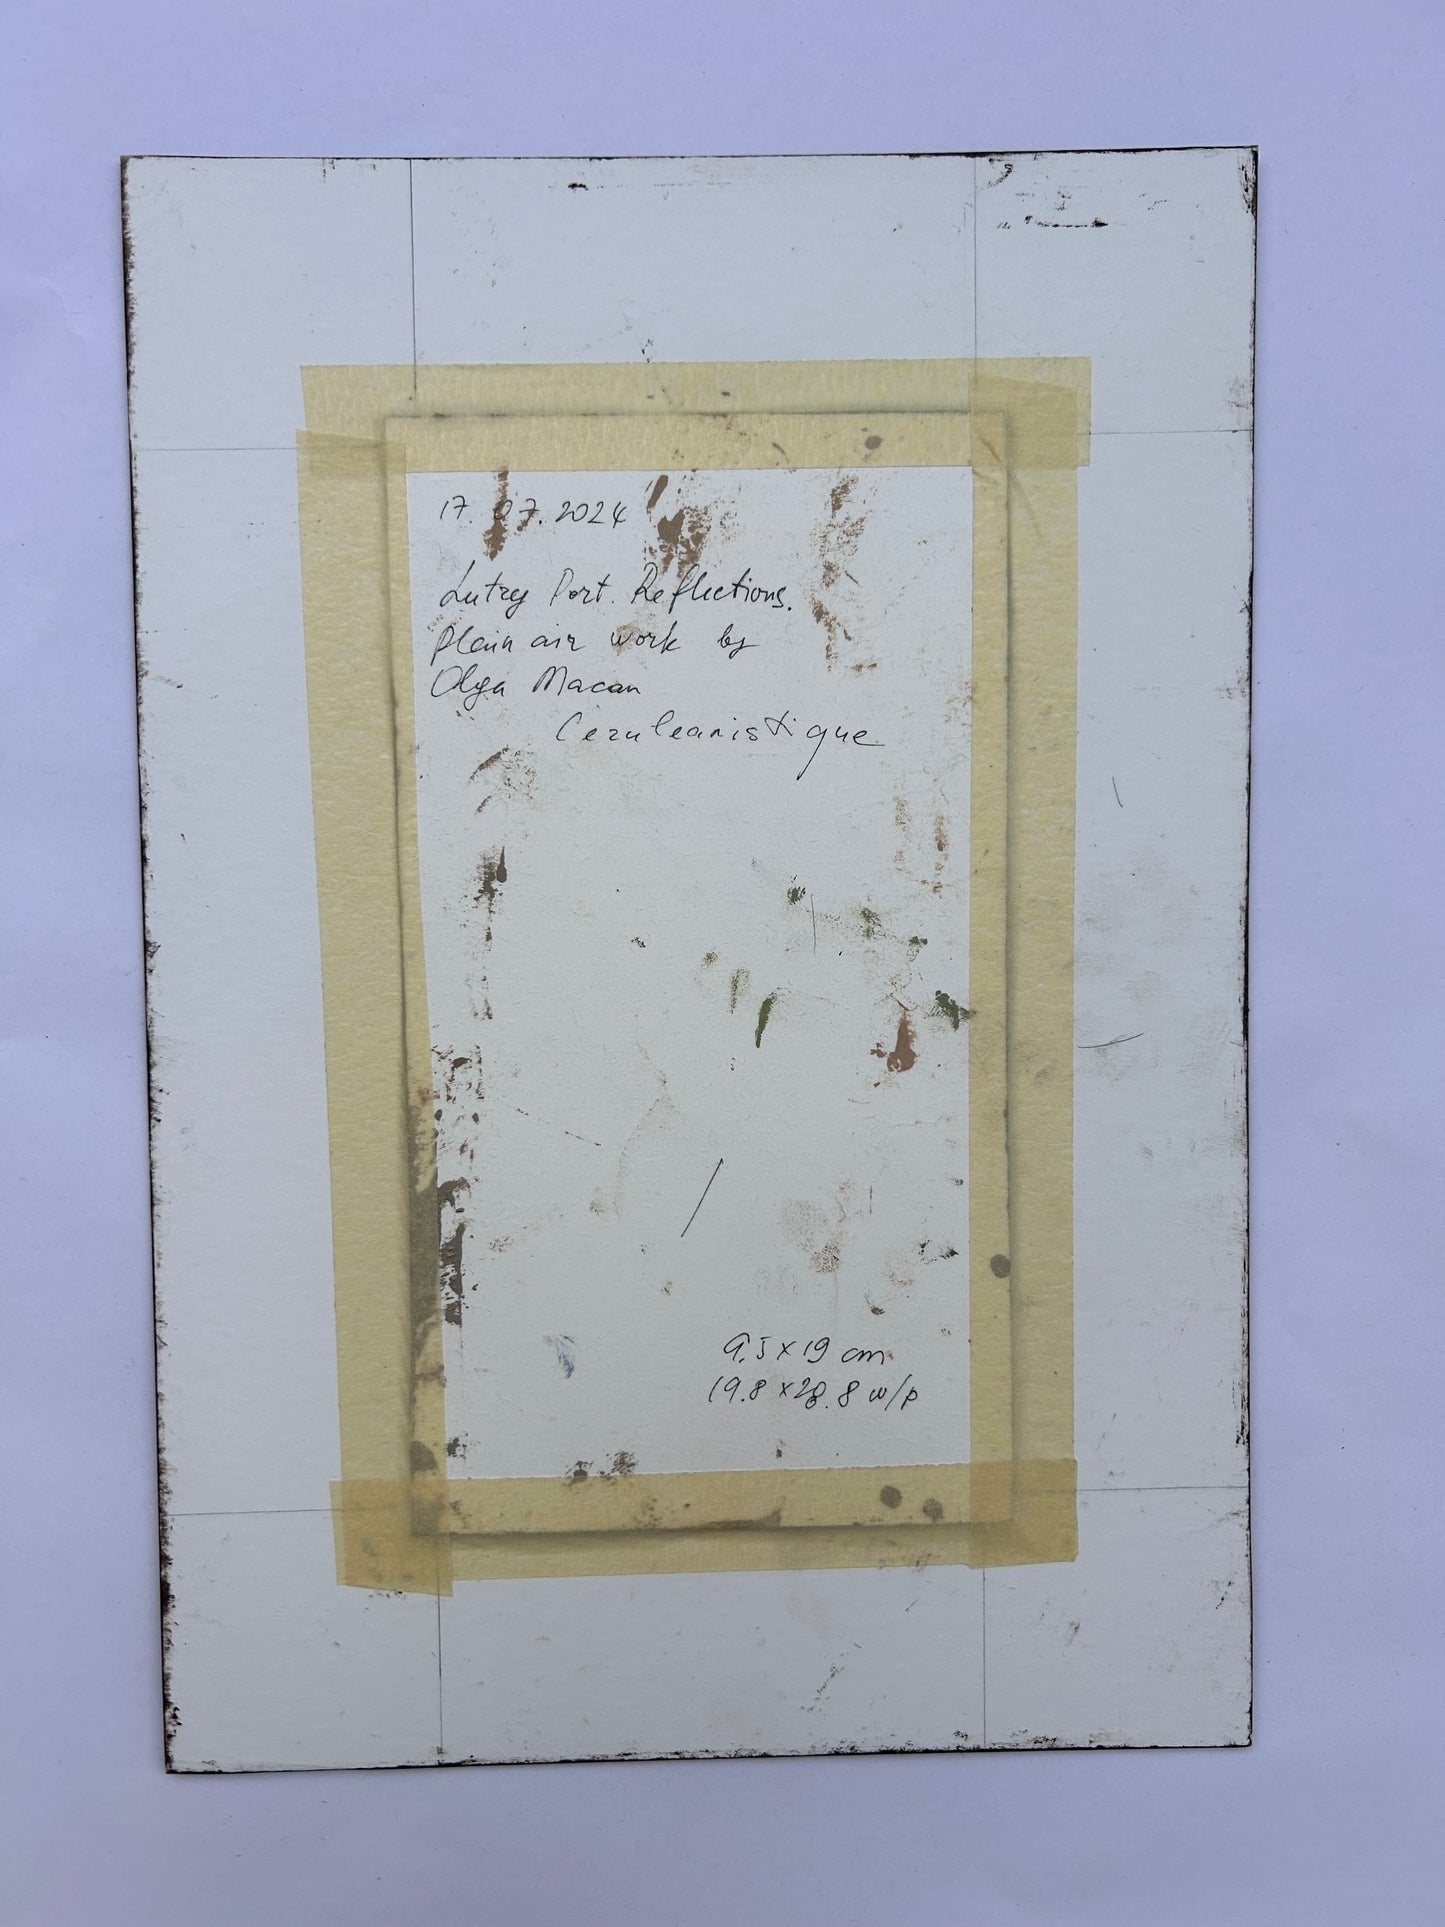 17.07.2024
Lutry Port. Reflections.
Plain air work by
Olga Macan
Ceruleanistique
9.5 x 19 cm
19.8 x 28.8 w/p